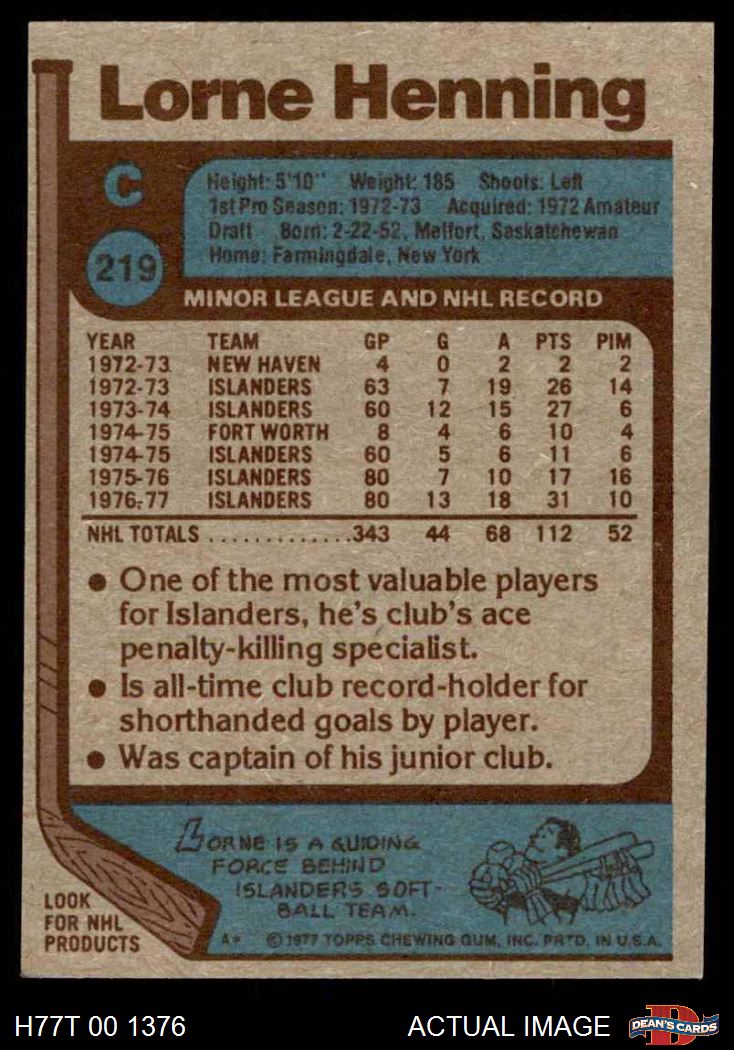 Lorne Henning
C
219
Height: 5'10" Weight: 185 Shoots: Left
1st Pro Season: 1972-73 Acquired: 1972 Amateur
Draft Born: 2-22-52, Melfort, Saskatchewan
Home: Farmingdale, New York
MINOR LEAGUE AND NHL RECORD
YEAR TEAM GP G A PTS PIM
1972-73 NEW HAVEN 4 0 2 2 2
1972-73 ISLANDERS 63 7 19 26 14
1973-74 ISLANDERS 60 12 15 27 6
1974-75 FORT WORTH 8 4 6 10 4
1974-75 ISLANDERS 60 5 6 11 6
1975-76 ISLANDERS 80 7 10 17 16
1976-77 ISLANDERS 80 13 18 31 10
NHL TOTALS .............343 44 68 112 52
● One of the most valuable players
for Islanders, he's club's ace
penalty-killing specialist.
● Is all-time club record-holder for
shorthanded goals by player.
● Was captain of his junior club.
LORNE IS A GUIDING
FORCE BEHIND
ISLANDERS SOFT-
BALL TEAM.
LOOK
FOR NHL
PRODUCTS
A* © 1977 TOPPS CHEWING GUM, INC. PRTD. IN U.S.A.
H77T 00 1376 ACTUAL IMAGE
D
DEAN'S CARDS